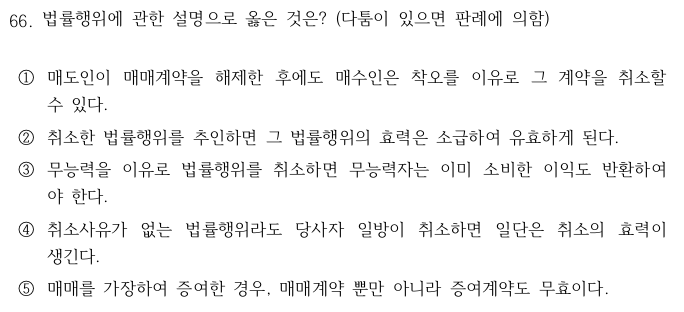 66. 법률행위에 관한 설명으로 옳은 것은? (다툼이 있으면 판례에 의함)
① 매도인이 매매계약을 해제한 후에도 매수인은 착오를 이유로 그 계약을 취소할
수 있다.
② 취소한 법률행위를 추인하면 그 법률행위의 효력은 소급하여 유효하게 된다.
③ 무능력을 이유로 법률행위를 취소하면 무능력자는 이미 소비한 이익도 반환하여
야 한다.
④ 취소사유가 없는 법률행위라도 당사자 일방이 취소하면 일단은 취소의 효력이
생긴다.
⑤ 매매를 가장하여 증여한 경우, 매매계약 뿐만 아니라 증여계약도 무효이다.